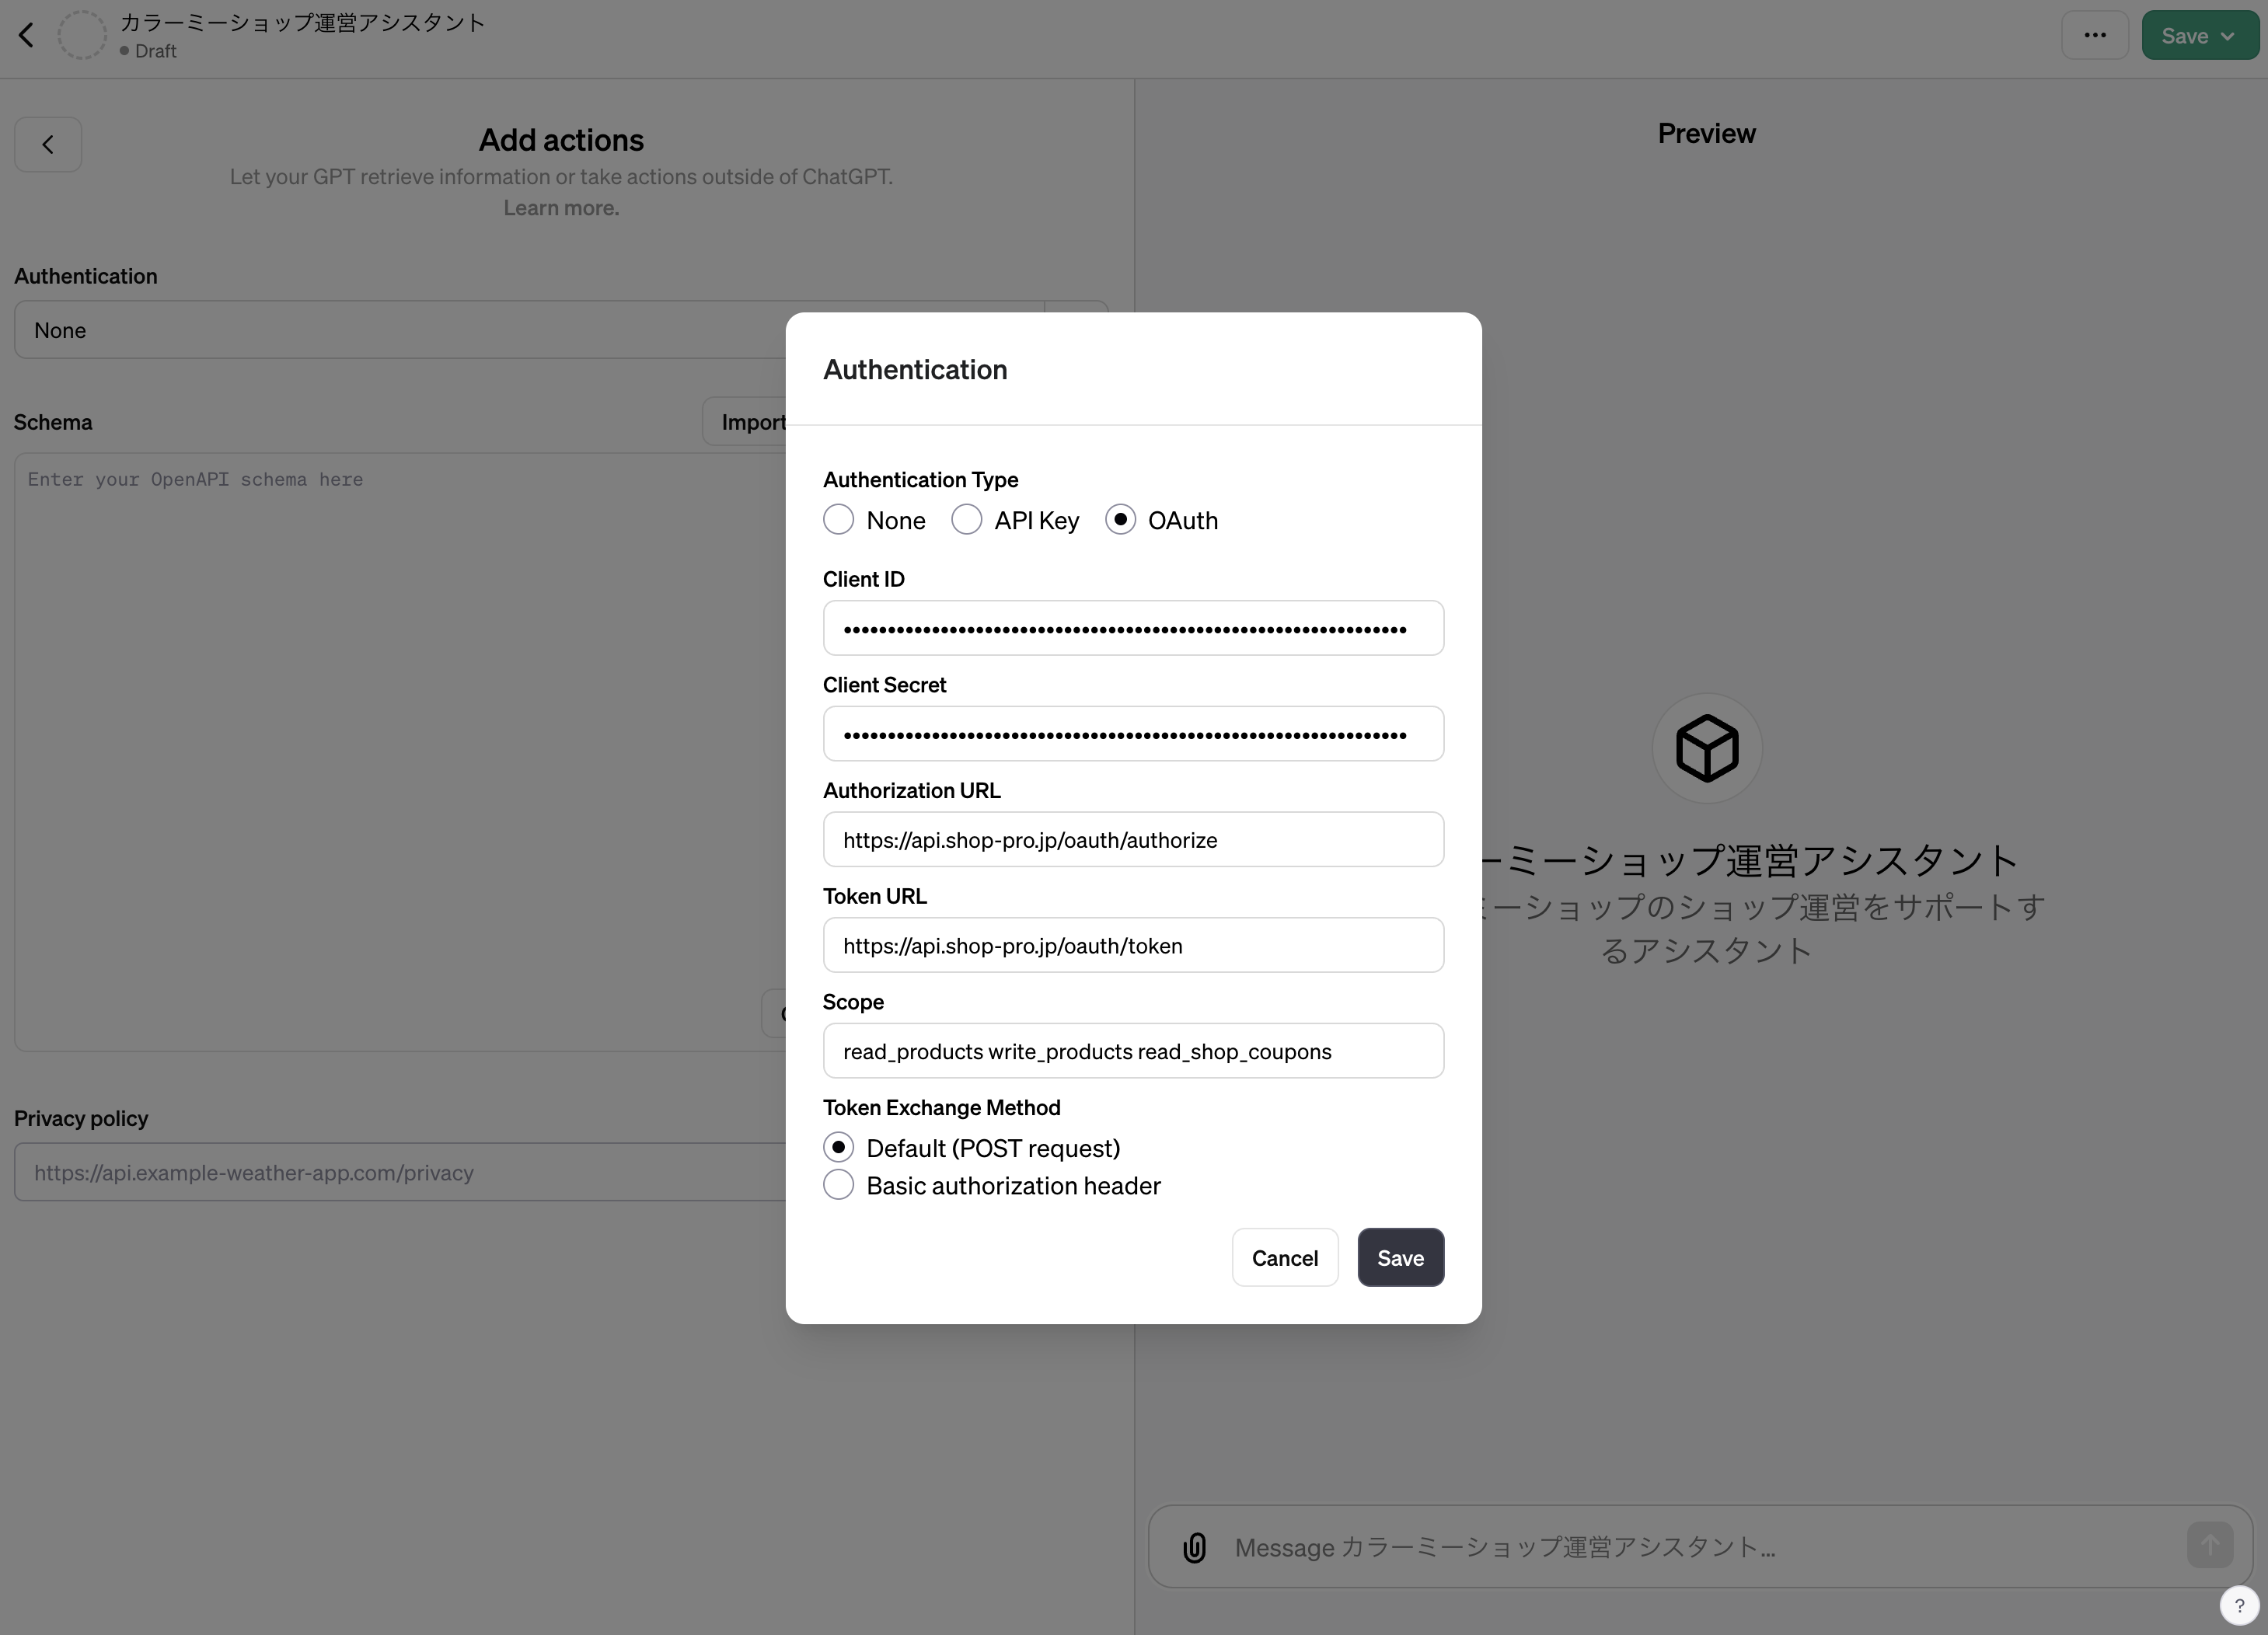 カラーミーショップ運営アシスタント
Draft
Save
Add actions
Let your GPT retrieve information or take actions outside of ChatGPT.
Learn more.
Authentication
None
Schema
Import
Enter your OpenAPI schema here
Privacy policy
https://api.example-weather-app.com/privacy
Authentication
Authentication Type
None
API Key
OAuth
Client ID
Client Secret
Authorization URL
https://api.shop-pro.jp/oauth/authorize
Token URL
https://api.shop-pro.jp/oauth/token
Scope
read_products write_products read_shop_coupons
Token Exchange Method
Default (POST request)
Basic authorization header
Cancel
Save
Preview
ーミーショップ運営アシスタント
ミーショップのショップ運営をサポートす
るアシスタント
Message カラーミーショップ運営アシスタント...
?